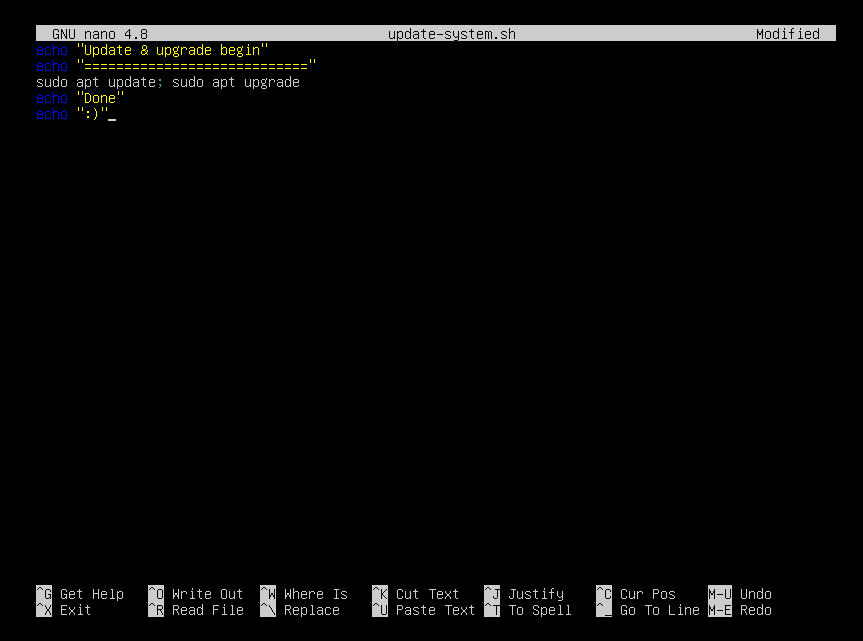 GNU nano 4.8 update-system.sh Modified
echo "Update & upgrade begin"
echo "============================"
sudo apt update; sudo apt upgrade
echo "Done"
echo ":)"
^G Get Help ^O Write Out ^W Where Is ^K Cut Text ^J Justify ^C Cur Pos M-U Undo
^X Exit ^R Read File ^\ Replace ^U Paste Text ^T To Spell ^_ Go To Line M-E Redo